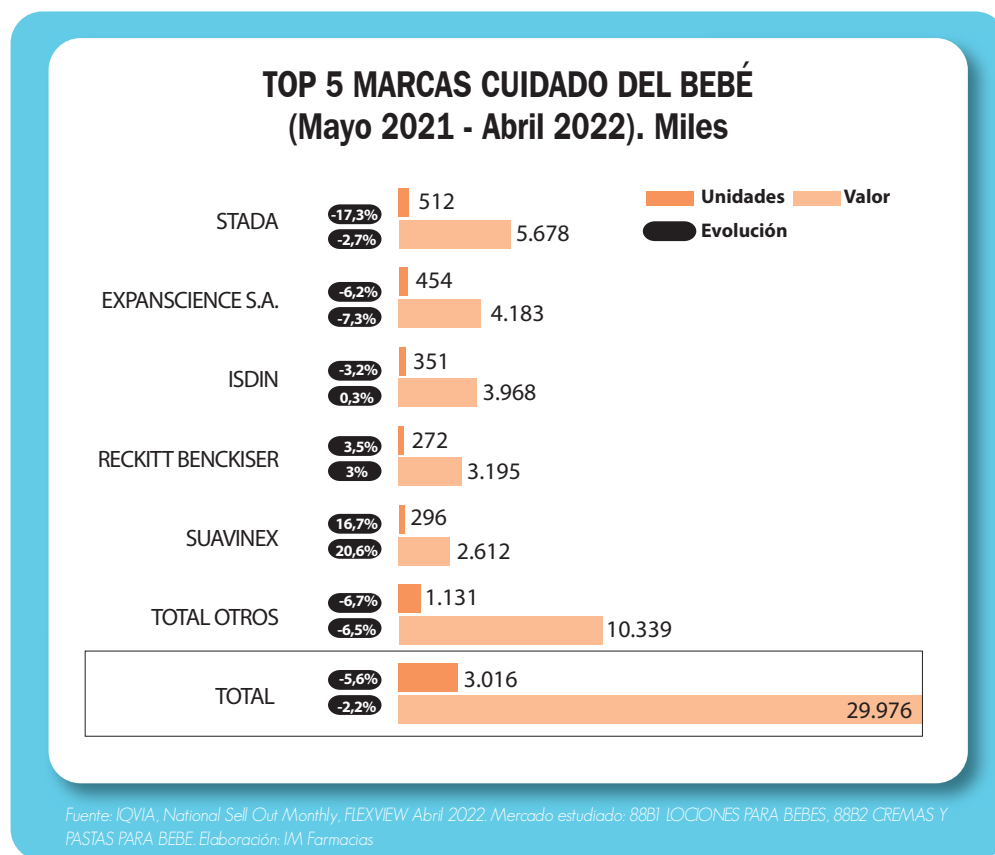 TOP 5 MARCAS CUIDADO DEL BEBÉ
(Mayo 2021 - Abril 2022). Miles
Unidades Valor
Evolución
STADA -17,3% 512
-2,7% 5.678
EXPANSCIENCE S.A. -6,2% 454
-7,3% 4.183
ISDIN -3,2% 351
0,3% 3.968
RECKITT BENCKISER 3,5% 272
3% 3.195
SUAVINEX 16,7% 296
20,6% 2.612
TOTAL OTROS -6,7% 1.131
-6,5% 10.339
TOTAL -5,6% 3.016
-2,2% 29.976
Fuente: IQVIA, National Sell Out Monthly, FLEXVIEW Abril 2022. Mercado estudiado: 88B1 LOCIONES PARA BEBES, 88B2 CREMAS Y
PASTAS PARA BEBE. Elaboración: IM Farmacias